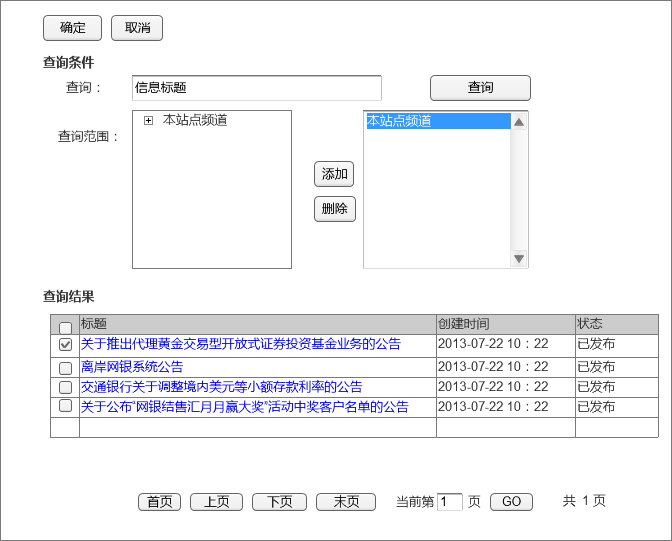 确定 取消
查询条件
查询： 信息标题 查询
查询范围： 本站点频道 本站点频道
添加
删除
查询结果
标题 创建时间 状态
关于推出代理黄金交易型开放式证券投资基金业务的公告 2013-07-22 10：22 已发布
离岸网银系统公告 2013-07-22 10：22 已发布
交通银行关于调整境内美元等小额存款利率的公告 2013-07-22 10：22 已发布
关于公布“网银结售汇月月赢大奖”活动中奖客户名单的公告 2013-07-22 10：22 已发布
首页 上页 下页 末页 当前第 1 页 GO 共 1 页